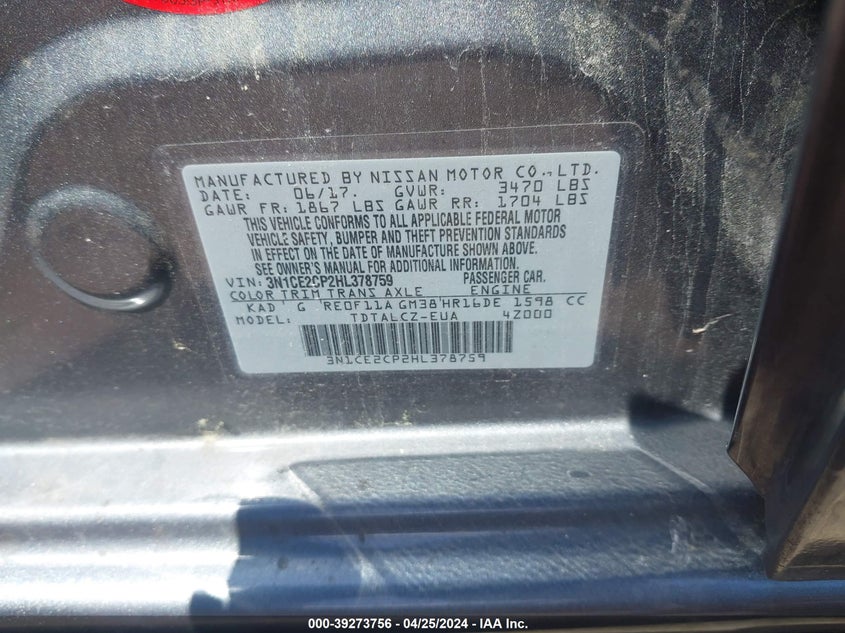 MANUFACTURED BY NISSAN MOTOR CO.,LTD.
DATE: 06/17. GVWR: 3470 LBS
GAWR FR: 1867 LBS GAWR RR: 1704 LBS
THIS VEHICLE CONFORMS TO ALL APPLICABLE FEDERAL MOTOR
VEHICLE SAFETY, BUMPER AND THEFT PREVENTION STANDARDS
IN EFFECT ON THE DATE OF MANUFACTURE SHOWN ABOVE.
SEE OWNER'S MANUAL FOR ADDITIONAL INFORMATION
VIN: 3N1CE2CP2HL378759 PASSENGER CAR.
COLOR TRIM TRANS AXLE ENGINE
KAD G RE0F11A GM38 HR16DE 1598 CC
MODEL: TDTALCZ-EUA 4Z000
3N1CE2CP2HL378759
000-39273756 - 04/25/2024 - IAA Inc.